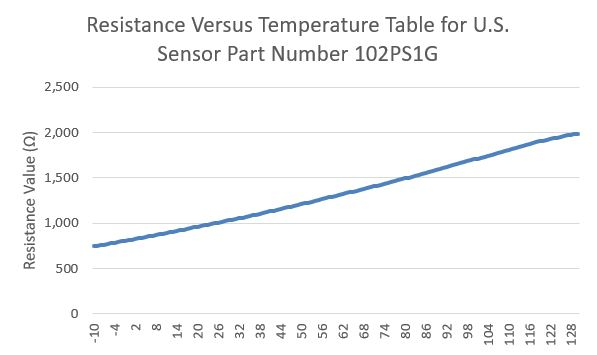 Resistance Versus Temperature Table for U.S.
Sensor Part Number 102PS1G
Resistance Value (Ω)
2,500
2,000
1,500
1,000
500
0
-10 -4 2 8 14 20 26 32 38 44 50 56 62 68 74 80 86 92 98 104 110 116 122 128